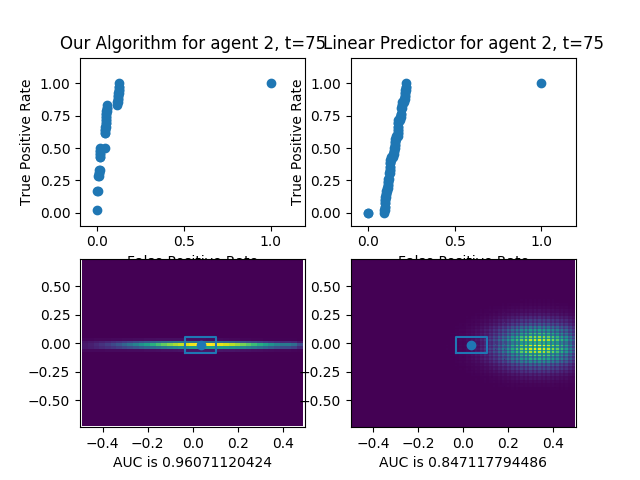 Our Algorithm for agent 2, t=75
Linear Predictor for agent 2, t=75
True Positive Rate
1.00
0.75
0.50
0.25
0.00
0.0 0.5 1.0
False Positive Rate
True Positive Rate
1.00
0.75
0.50
0.25
0.00
0.0 0.5 1.0
False Positive Rate
0.50
0.25
0.00
−0.25
−0.50
−0.4 −0.2 0.0 0.2 0.4
AUC is 0.96071120424
0.50
0.25
0.00
−0.25
−0.50
−0.4 −0.2 0.0 0.2 0.4
AUC is 0.847117794486